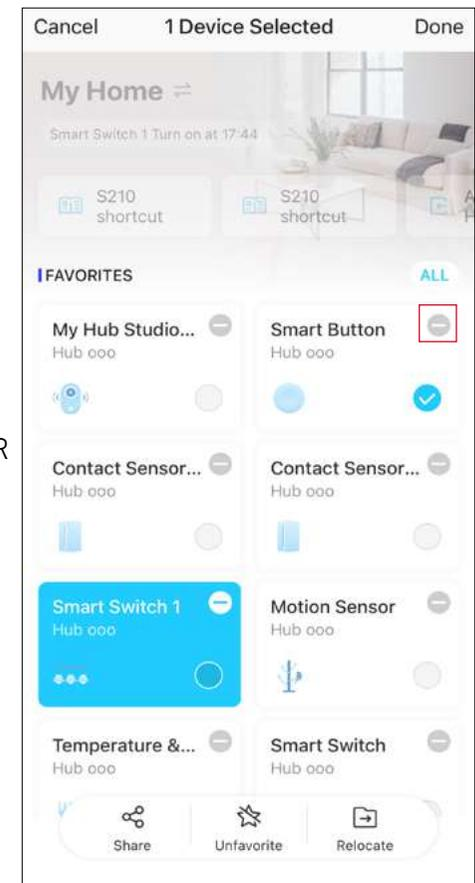 Cancel 1 Device Selected Done
My Home
Smart Switch 1 Turn on at 17:44
S210 shortcut
S210 shortcut
FAVORITES ALL
My Hub Studio... Smart Button
Hub ooo Hub ooo
R
Contact Sensor... Contact Sensor...
Hub ooo Hub ooo
Smart Switch 1 Motion Sensor
Hub ooo Hub ooo
Temperature &... Smart Switch
Hub ooo Hub ooo
Share Unfavorite Relocate